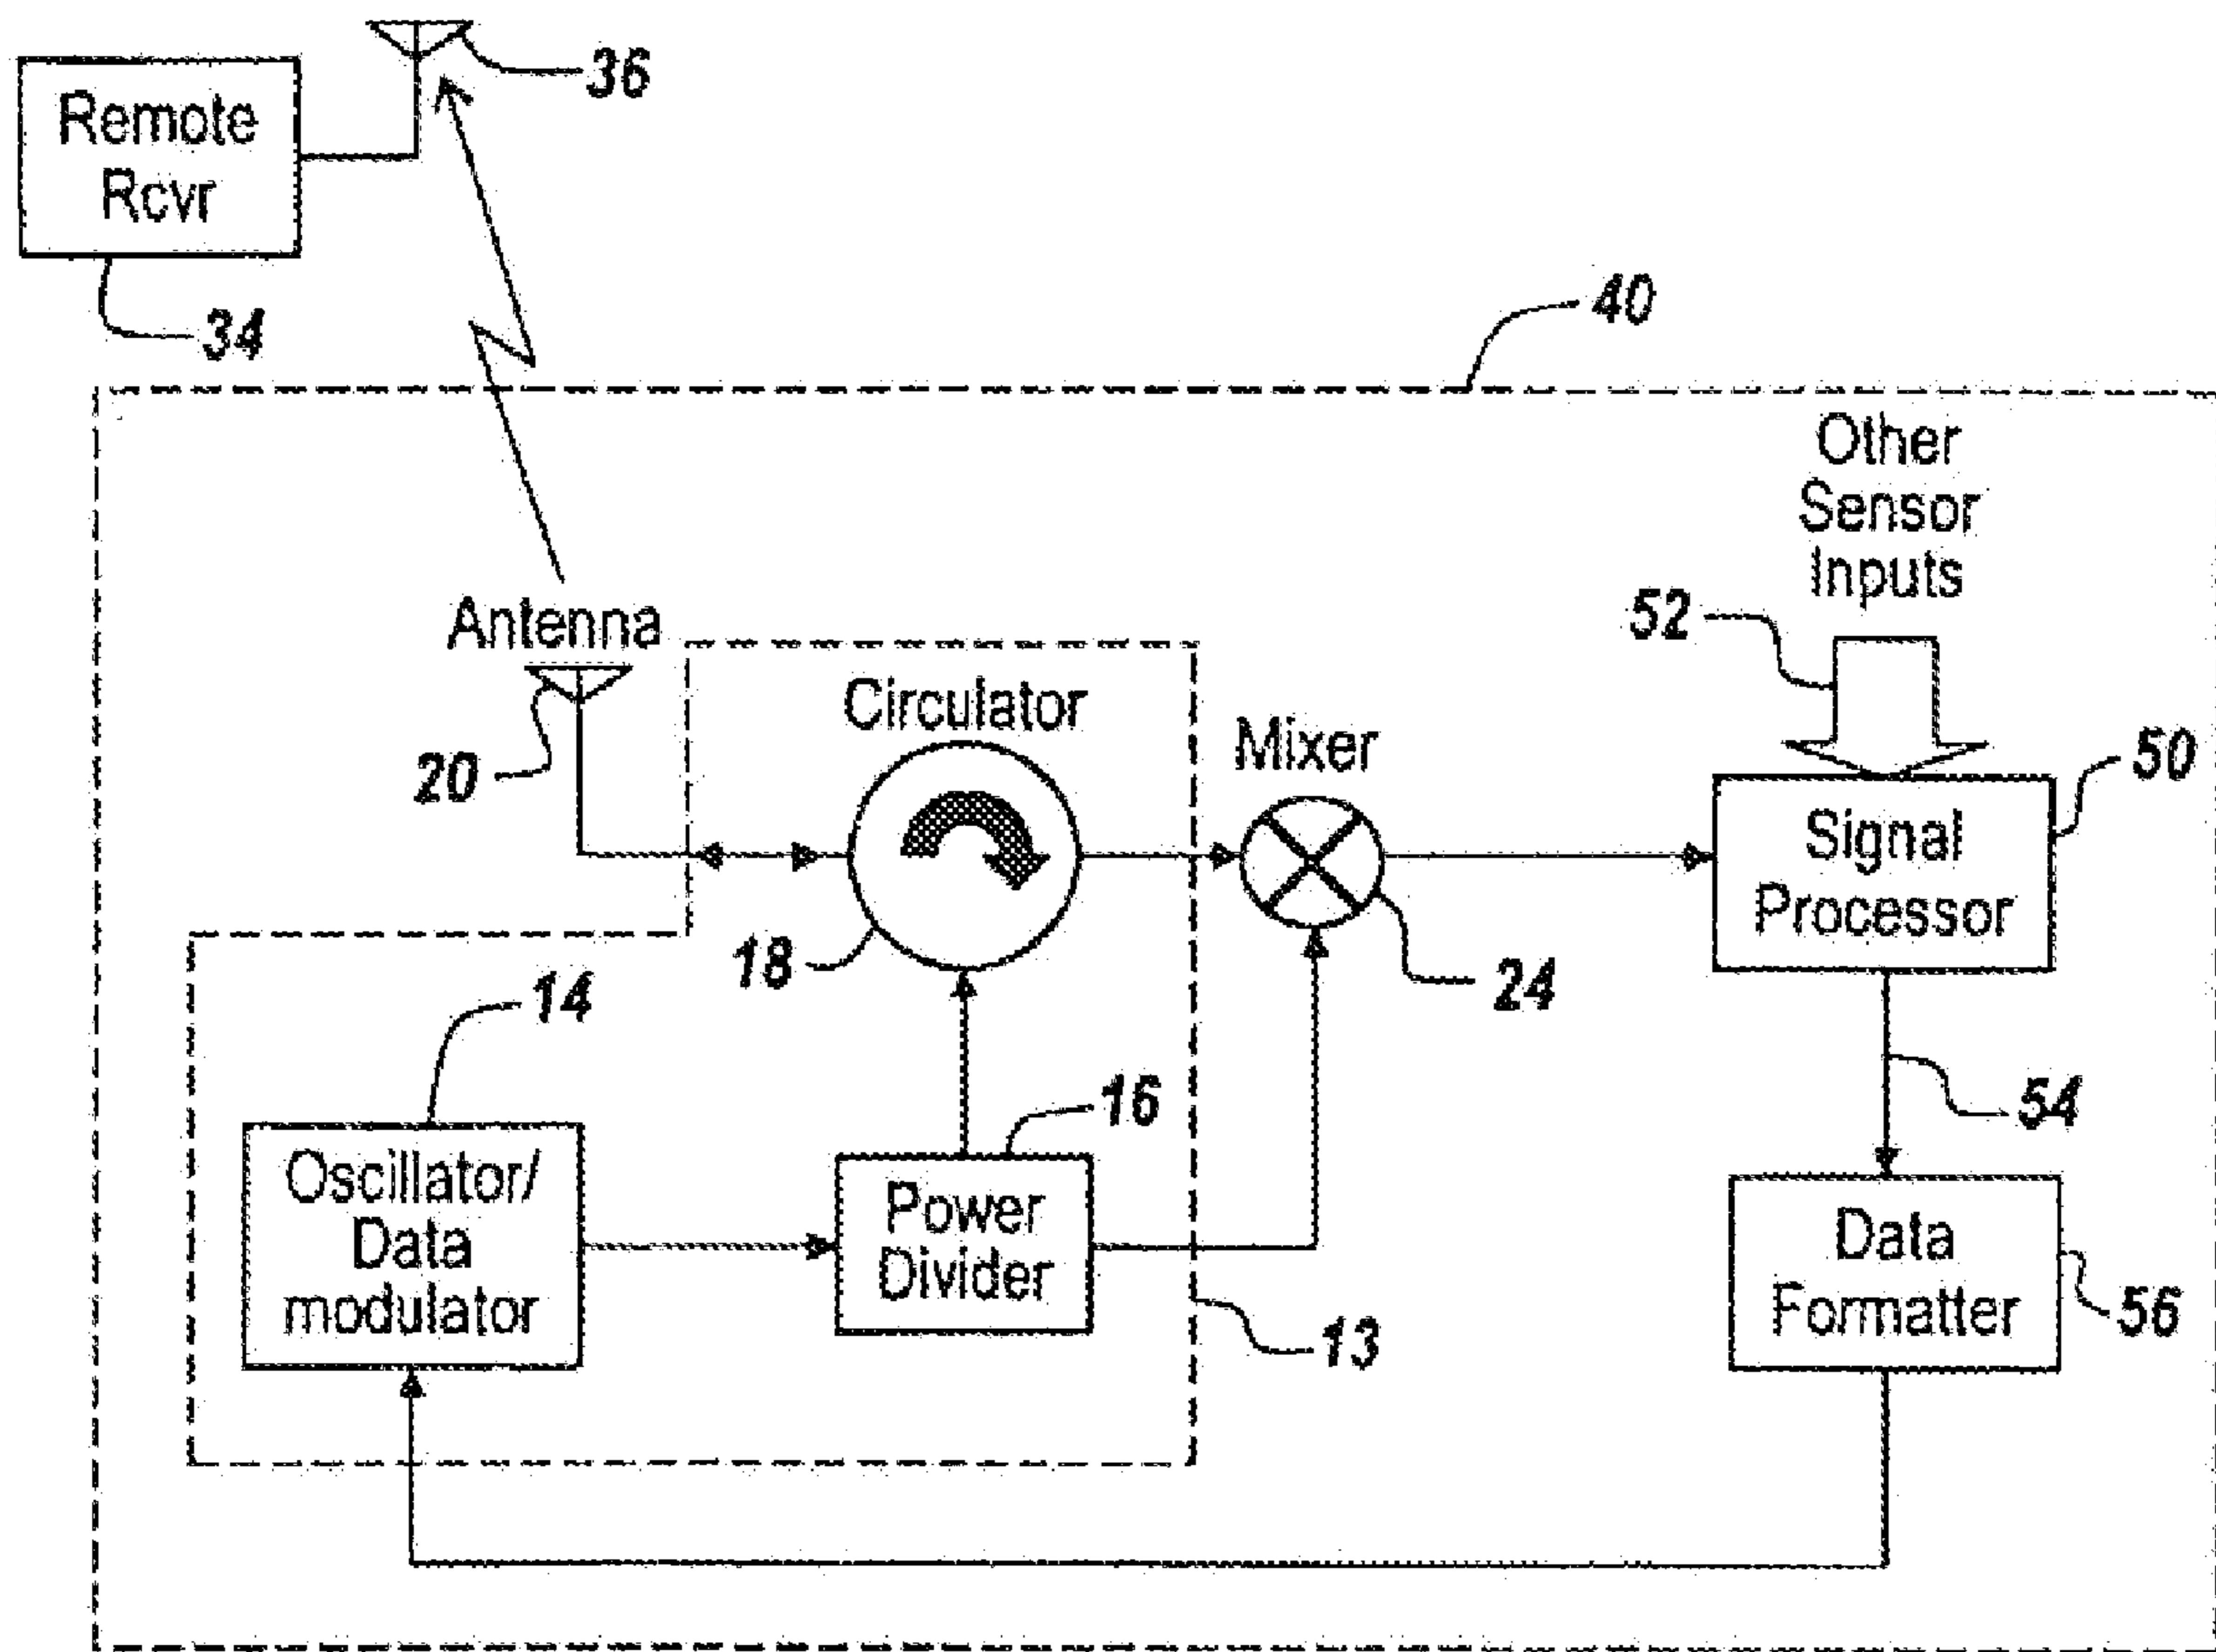 36
Remote
Rcvr
34
40
Other
Sensor
Inputs
52
Antenna
20
Circulator
18
Mixer
24
50
Signal
Processor
14
54
16
Oscillator/
Data
modulator
Power
Divider
13
Data
Formatter
56